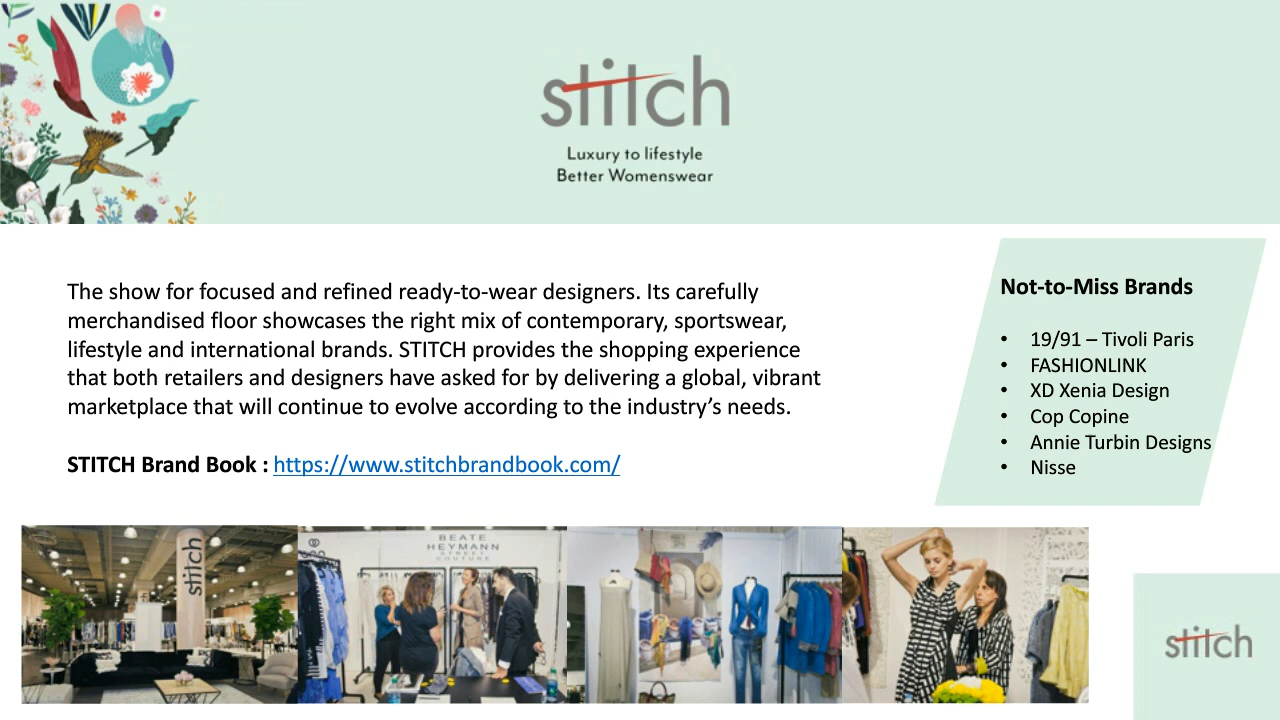 stitch
Luxury to lifestyle
Better Womenswear
The show for focused and refined ready-to-wear designers. Its carefully
merchandised floor showcases the right mix of contemporary, sportswear,
lifestyle and international brands. STITCH provides the shopping experience
that both retailers and designers have asked for by delivering a global, vibrant
marketplace that will continue to evolve according to the industry’s needs.
STITCH Brand Book : https://www.stitchbrandbook.com/
Not-to-Miss Brands
• 19/91 – Tivoli Paris
• FASHIONLINK
• XD Xenia Design
• Cop Copine
• Annie Turbin Designs
• Nisse
stitch
BEATE
HEYMANN
STREET
COUTURE
stitch